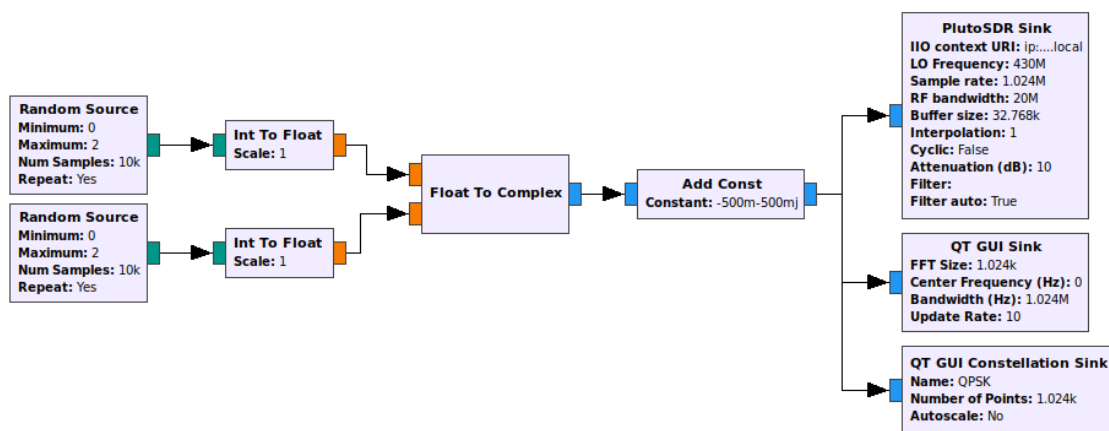 Random Source
Minimum: 0
Maximum: 2
Num Samples: 10k
Repeat: Yes
Random Source
Minimum: 0
Maximum: 2
Num Samples: 10k
Repeat: Yes
Int To Float
Scale: 1
Int To Float
Scale: 1
Float To Complex
Add Const
Constant: -500m-500mj
PlutoSDR Sink
IIO context URI: ip:....local
LO Frequency: 430M
Sample rate: 1.024M
RF bandwidth: 20M
Buffer size: 32.768k
Interpolation: 1
Cyclic: False
Attenuation (dB): 10
Filter:
Filter auto: True
QT GUI Sink
FFT Size: 1.024k
Center Frequency (Hz): 0
Bandwidth (Hz): 1.024M
Update Rate: 10
QT GUI Constellation Sink
Name: QPSK
Number of Points: 1.024k
Autoscale: No